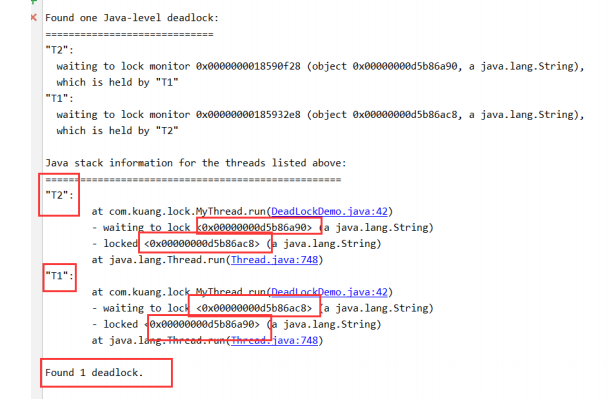 Found one Java-level deadlock:
=============================
"T2":
waiting to lock monitor 0x0000000018590f28 (object 0x00000000d5b86a90, a java.lang.String),
which is held by "T1"
"T1":
waiting to lock monitor 0x00000000185932e8 (object 0x00000000d5b86ac8, a java.lang.String),
which is held by "T2"
Java stack information for the threads listed above:
===================================================
"T2":
at com.kuang.lock.MyThread.run(DeadLockDemo.java:42)
- waiting to lock <0x00000000d5b86a90> (a java.lang.String)
- locked <0x00000000d5b86ac8> (a java.lang.String)
at java.lang.Thread.run(Thread.java:748)
"T1":
at com.kuang.lock.MyThread.run(DeadLockDemo.java:42)
- waiting to lock <0x00000000d5b86ac8> (a java.lang.String)
- locked <0x00000000d5b86a90> (a java.lang.String)
at java.lang.Thread.run(Thread.java:748)
Found 1 deadlock.